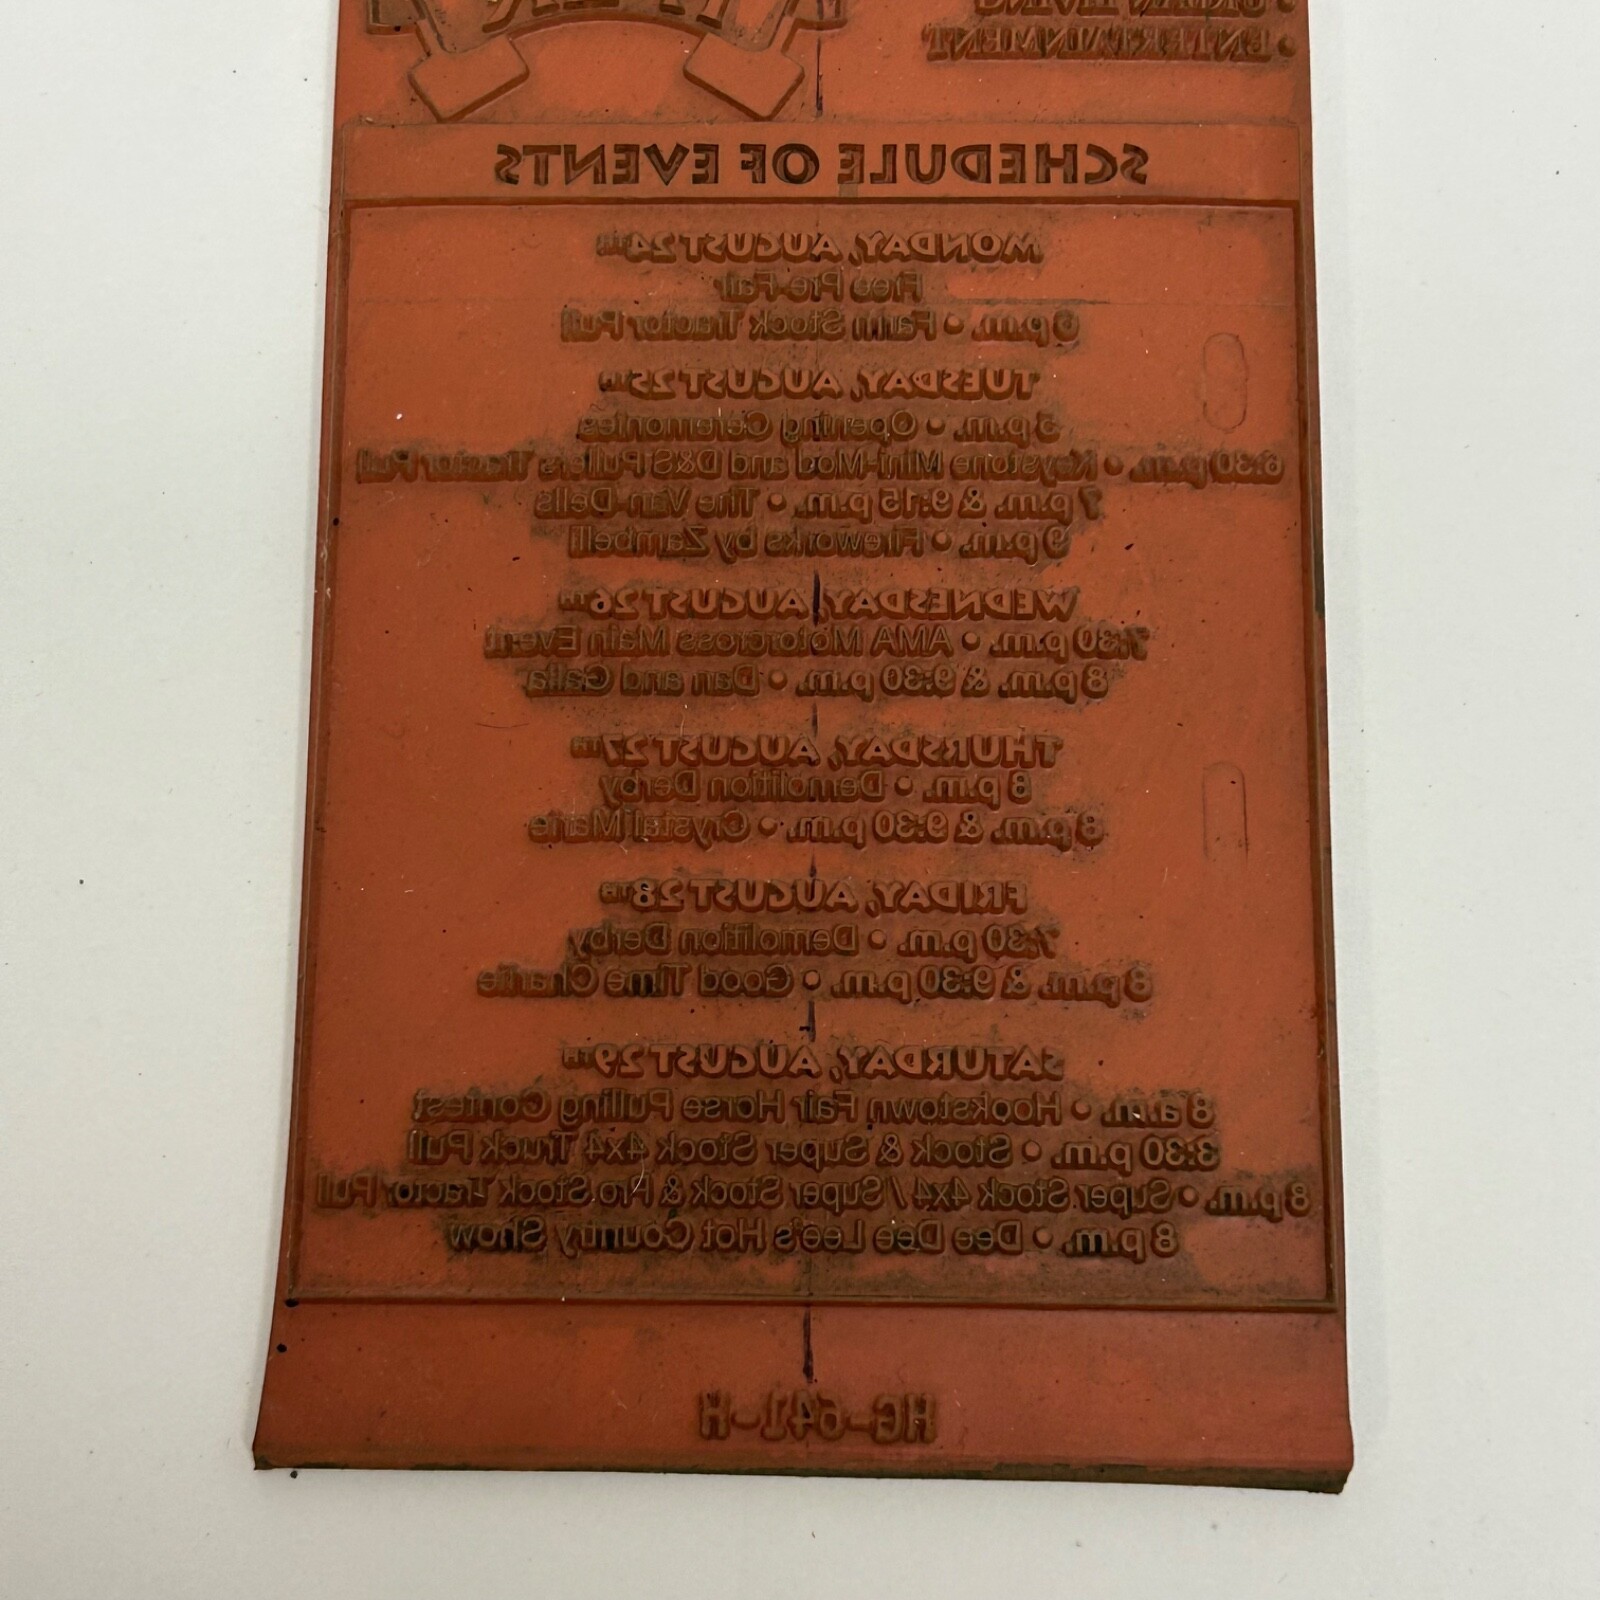 • URBAN LIVING
• ENTERTAINMENT
SCHEDULE OF EVENTS
MONDAY, AUGUST 24TH
Free Pre-Fair
6 p.m. • Farm Stock Tractor Pull
TUESDAY, AUGUST 25TH
6 p.m. • Opening Ceremonies
6:30 p.m. • Keystone Mini-Mod and D&S Pullers Tractor Pull
7 p.m. & 9:15 p.m. • The Van-Dells
9 p.m. • Fireworks by Zambelli
WEDNESDAY, AUGUST 26TH
7:30 p.m. • AMA Motorcross Main Event
8 p.m. & 9:30 p.m. • Dan and Galla
THURSDAY, AUGUST 27TH
8 p.m. • Demolition Derby
8 p.m. & 9:30 p.m. • Crystal Marie
FRIDAY, AUGUST 28TH
7:30 p.m. • Demolition Derby
8 p.m. & 9:30 p.m. • Good Time Charlie
SATURDAY, AUGUST 29TH
8 a.m. • Hookstown Fair Horse Pulling Contest
3:30 p.m. • Stock & Super Stock 4x4 Truck Pull
8 p.m. • Super Stock 4x4 / Super Stock & Pro Stock Tractor Pull
8 p.m. • Dee Dee Lee's Hot Country Show
HG-641-H